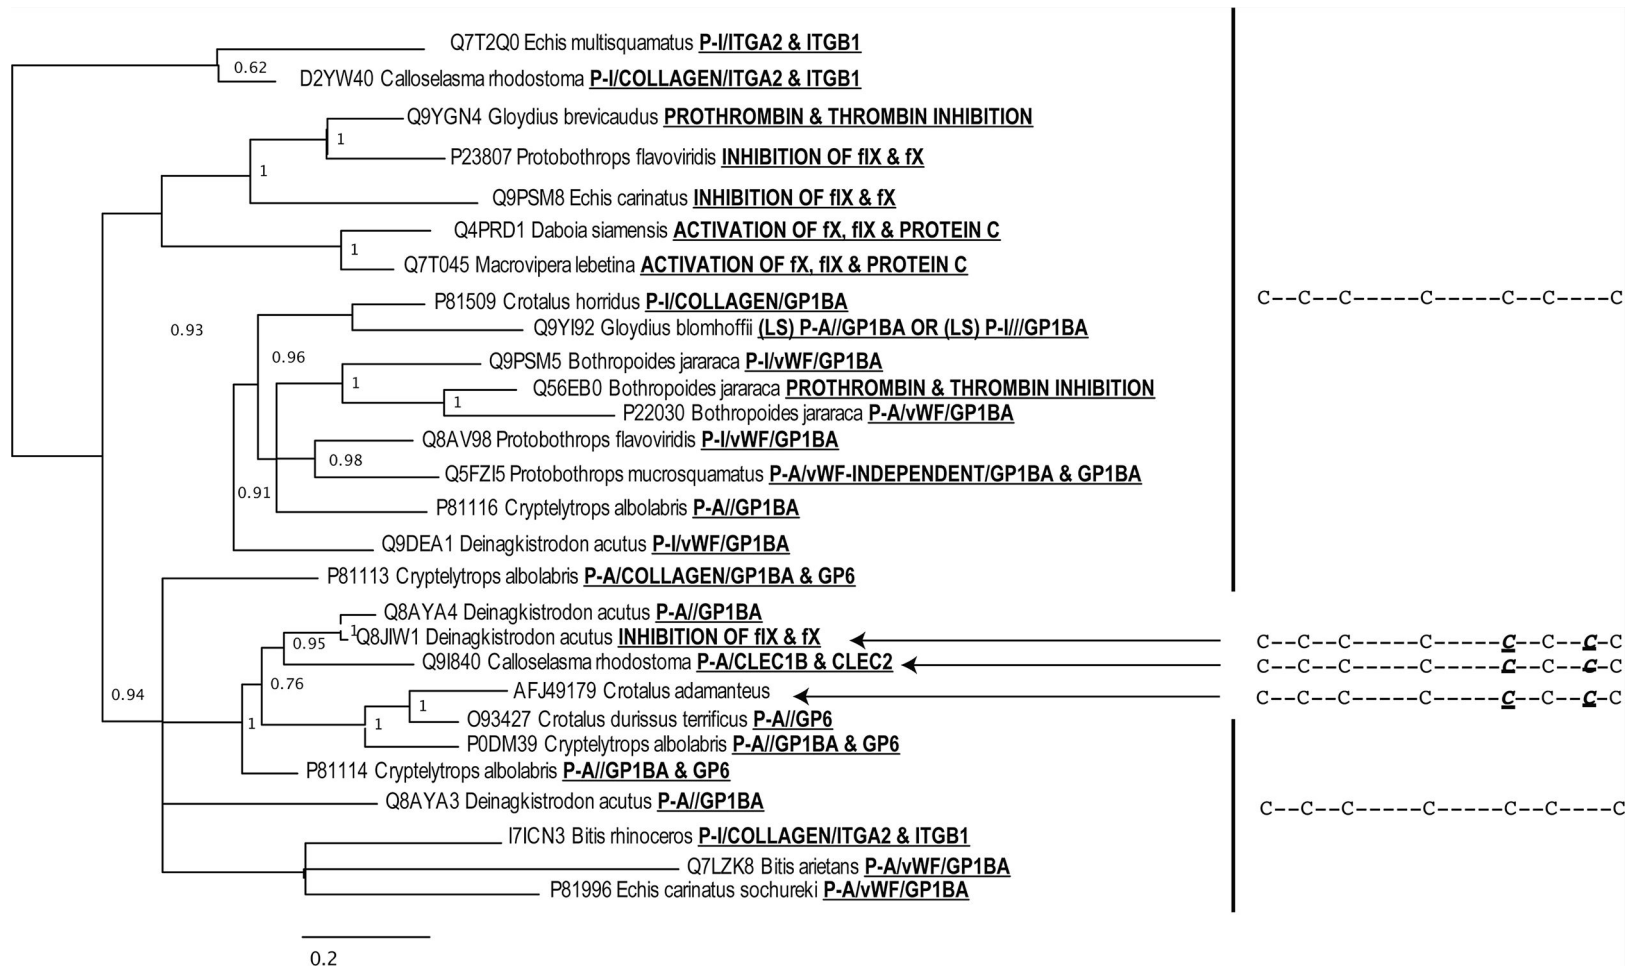 Q7T2Q0 Echis multisquamatus P-I/ITGA2 & ITGB1
0.62
D2YW40 Calloselasma rhodostoma P-I/COLLAGEN/ITGA2 & ITGB1
Q9YGN4 Gloydius brevicaudus PROTHROMBIN & THROMBIN INHIBITION
1
P23807 Protobothrops flavoviridis INHIBITION OF fIX & fX
1
Q9PSM8 Echis carinatus INHIBITION OF fIX & fX
Q4PRD1 Daboia siamensis ACTIVATION OF fX, fIX & PROTEIN C
1
Q7T045 Macrovipera lebetina ACTIVATION OF fX, fIX & PROTEIN C
P81509 Crotalus horridus P-I/COLLAGEN/GP1BA
C--C--C-----C-----C--C----C
0.93
Q9YI92 Gloydius blomhoffii (LS) P-A//GP1BA OR (LS) P-I///GP1BA
0.96
Q9PSM5 Bothropoides jararaca P-I/vWF/GP1BA
1
Q56EB0 Bothropoides jararaca PROTHROMBIN & THROMBIN INHIBITION
1
P22030 Bothropoides jararaca P-A/vWF/GP1BA
Q8AV98 Protobothrops flavoviridis P-I/vWF/GP1BA
0.98
Q5FZI5 Protobothrops mucrosquamatus P-A/vWF-INDEPENDENT/GP1BA & GP1BA
0.91
P81116 Cryptelytrops albolabris P-A//GP1BA
Q9DEA1 Deinagkistrodon acutus P-I/vWF/GP1BA
P81113 Cryptelytrops albolabris P-A/COLLAGEN/GP1BA & GP6
Q8AYA4 Deinagkistrodon acutus P-A//GP1BA
1
Q8JIW1 Deinagkistrodon acutus INHIBITION OF fIX & fX
C--C--C-----C-----C--C--C-C
0.95
Q9I840 Calloselasma rhodostoma P-A/CLEC1B & CLEC2
C--C--C-----C-----C--C--C-C
0.76
0.94
AFJ49179 Crotalus adamanteus
C--C--C-----C-----C--C--C-C
1
O93427 Crotalus durissus terrificus P-A//GP6
1
1
P0DM39 Cryptelytrops albolabris P-A//GP1BA & GP6
P81114 Cryptelytrops albolabris P-A//GP1BA & GP6
Q8AYA3 Deinagkistrodon acutus P-A//GP1BA
C--C--C-----C-----C--C----C
I7ICN3 Bitis rhinoceros P-I/COLLAGEN/ITGA2 & ITGB1
Q7LZK8 Bitis arietans P-A/vWF/GP1BA
P81996 Echis carinatus sochureki P-A/vWF/GP1BA
0.2